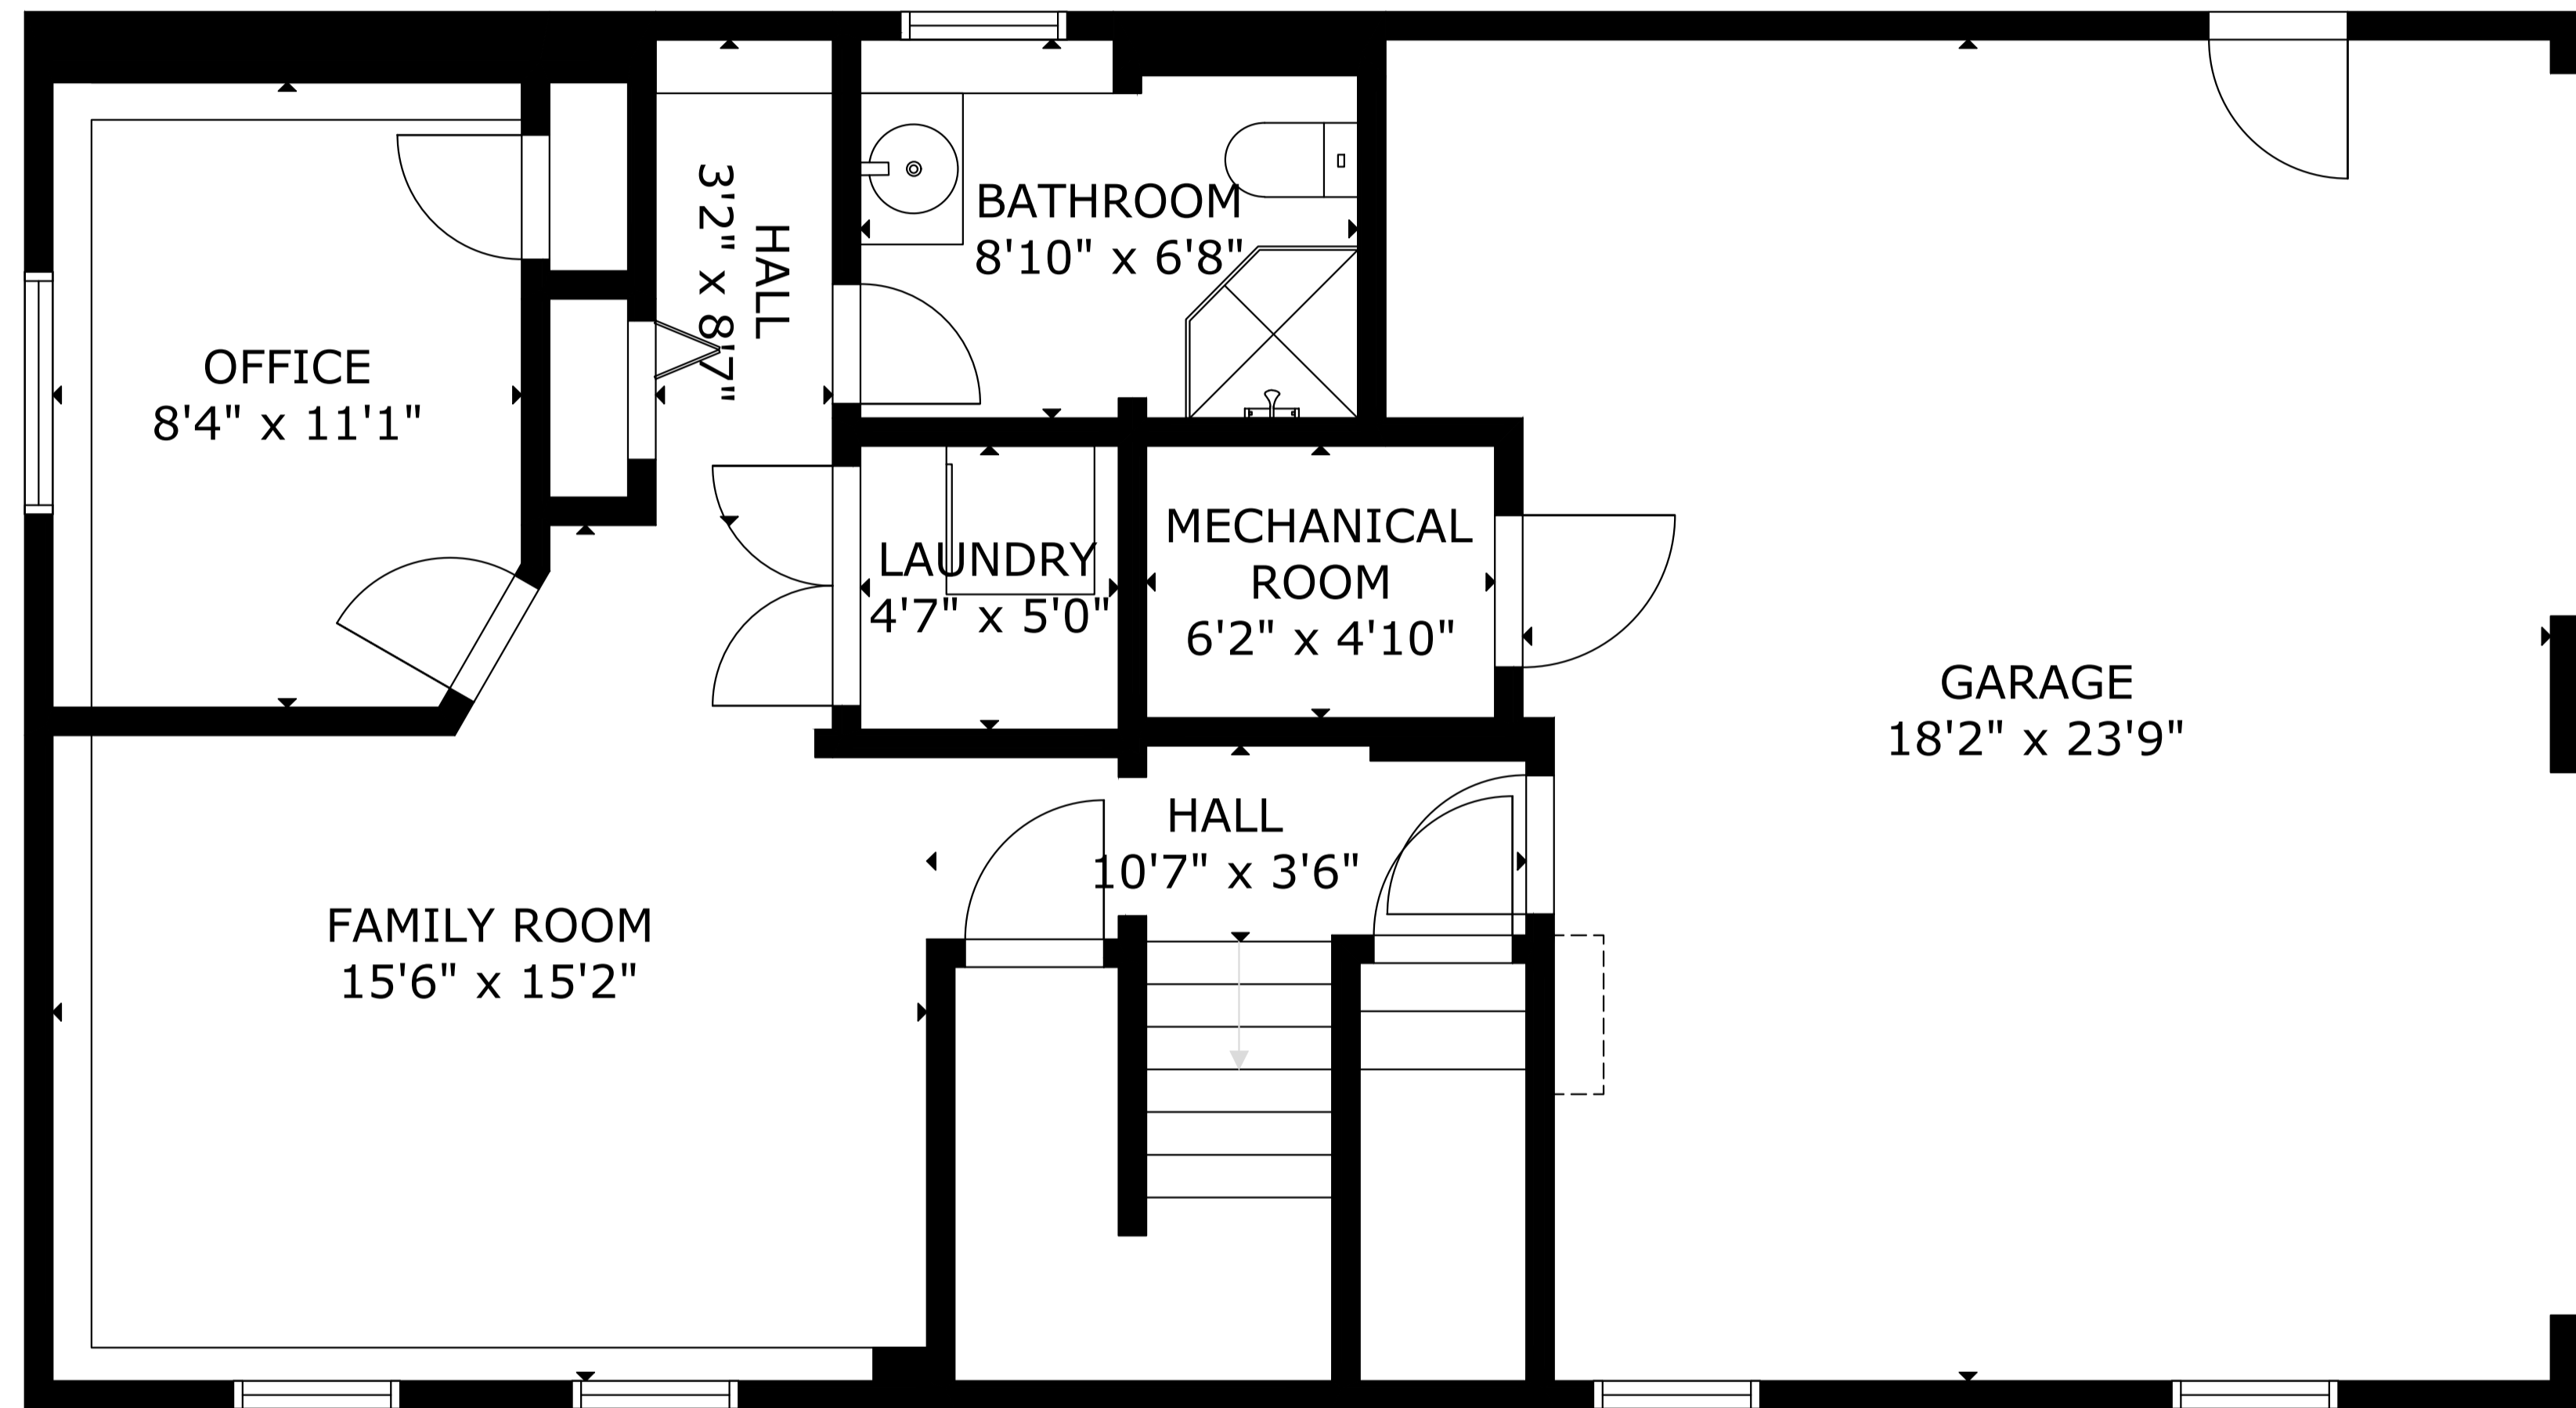 HALL
3'2" x 8'7"
BATHROOM
8'10" x 6'8"
OFFICE
8'4" x 11'1"
LAUNDRY
4'7" x 5'0"
MECHANICAL
ROOM
6'2" x 4'10"
GARAGE
18'2" x 23'9"
HALL
10'7" x 3'6"
FAMILY ROOM
15'6" x 15'2"